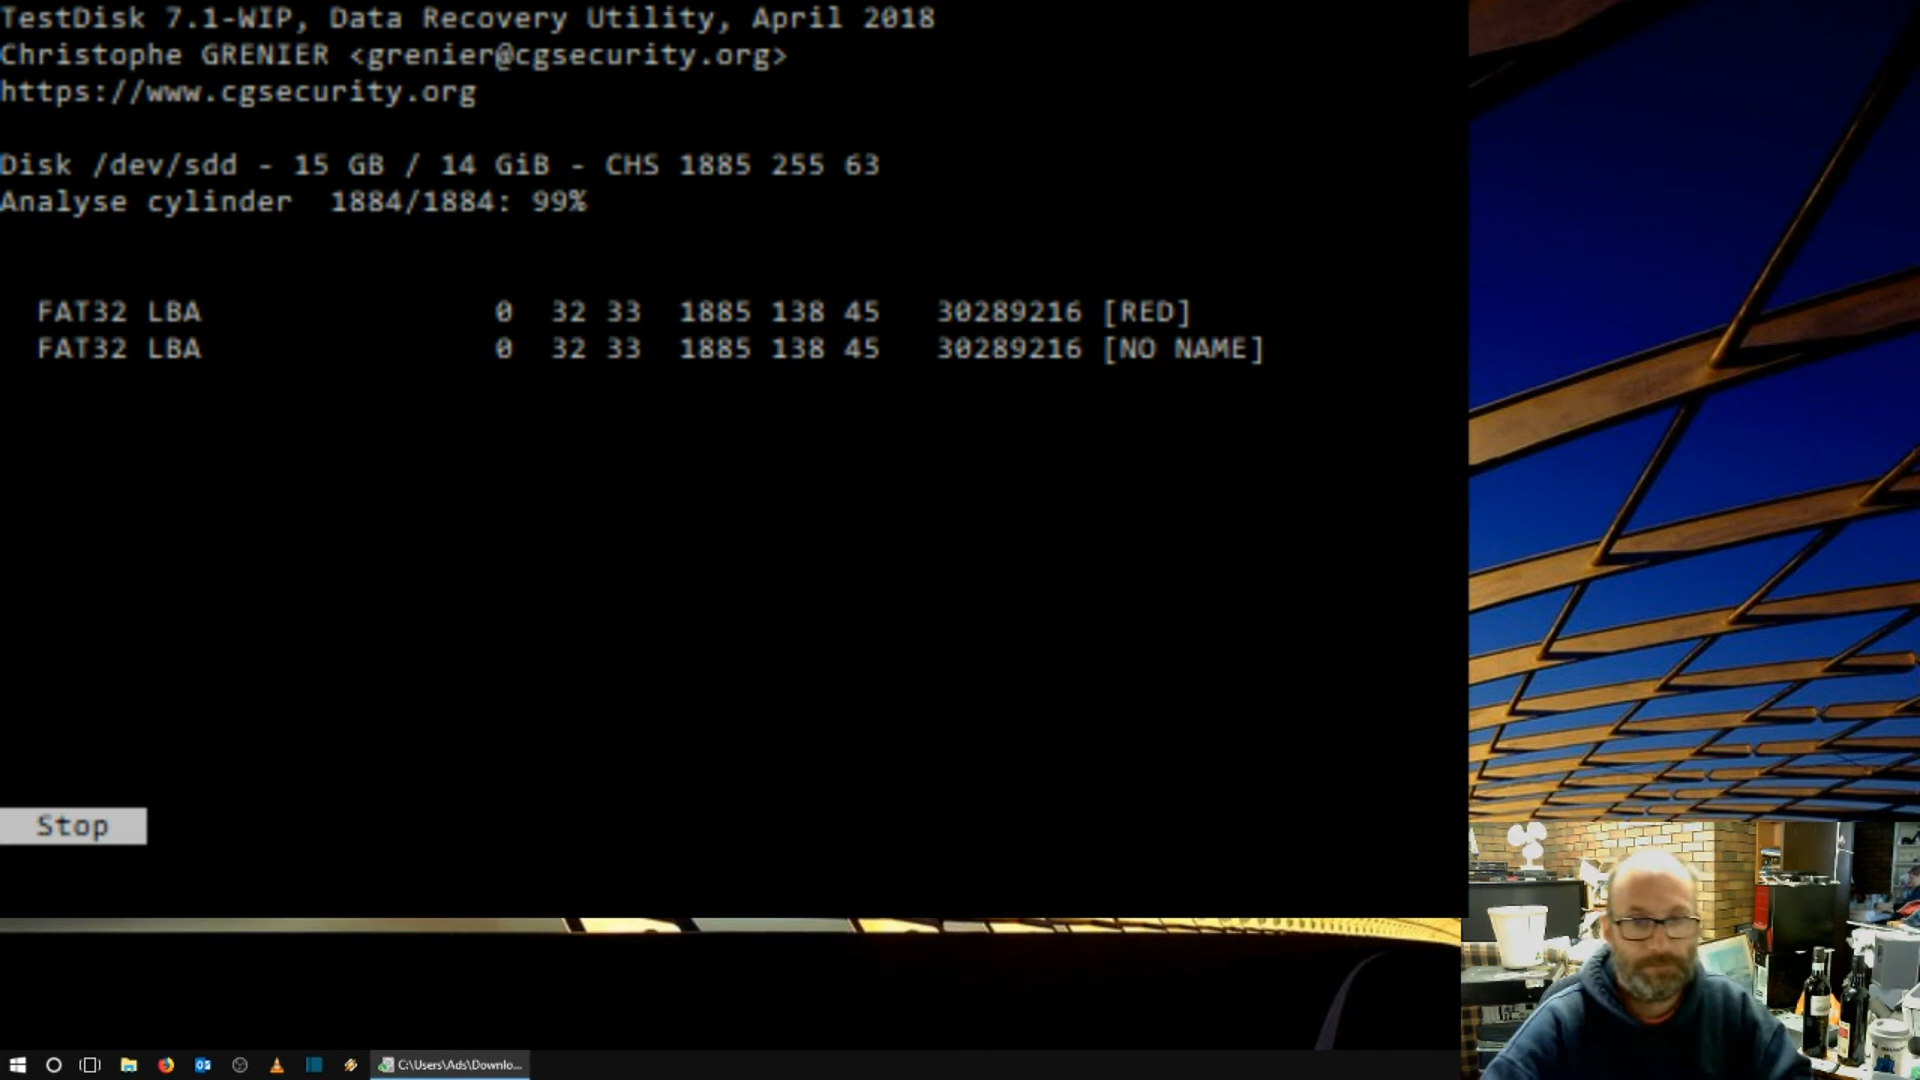 TestDisk 7.1-WIP, Data Recovery Utility, April 2018
Christophe GRENIER <grenier@cgsecurity.org>
https://www.cgsecurity.org
Disk /dev/sdd - 15 GB / 14 GiB - CHS 1885 255 63
Analyse cylinder 1884/1884: 99%
FAT32 LBA 0 32 33 1885 138 45 30289216 [RED]
FAT32 LBA 0 32 33 1885 138 45 30289216 [NO NAME]
Stop
C:\Users\Ads\Downlo...